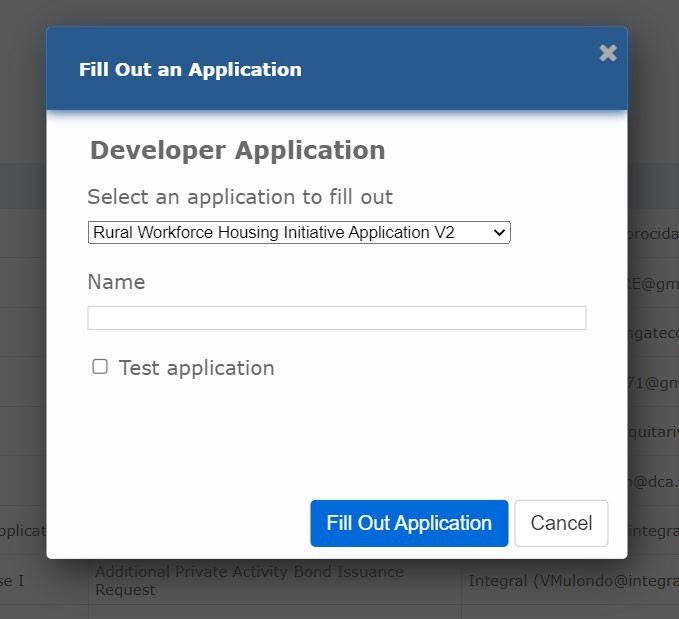 Fill Out an Application
Developer Application
Select an application to fill out
Rural Workforce Housing Initiative Application V2
Name
Test application
Fill Out Application
Cancel
Additional Private Activity Bond Issuance
Request
Integral (VMulondo@integra